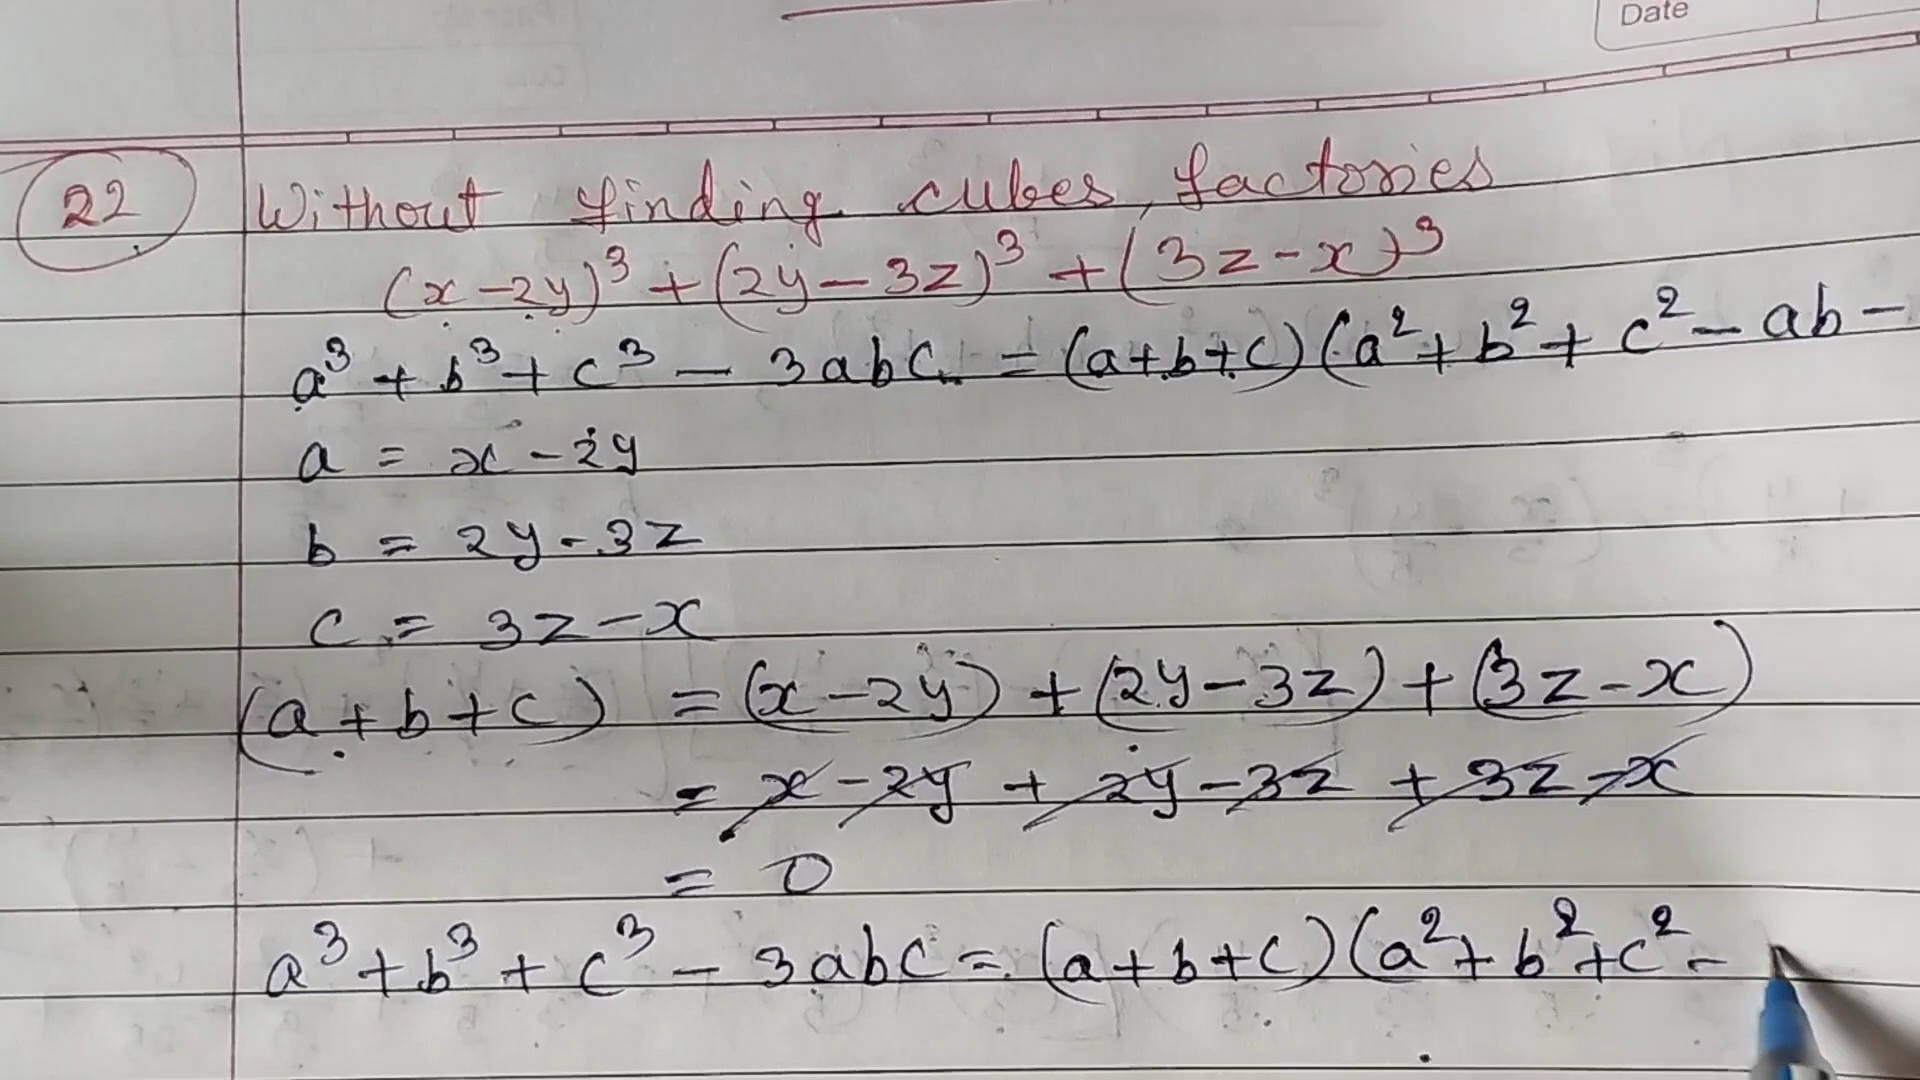 Date
22 Without finding cubes, factories
(x-2y)³ + (2y-3z)³ + (3z-x)³
a³ + b³ + c³ - 3abc = (a+b+c)(a² + b² + c² - ab -
a = x - 2y
b = 2y - 3z
c = 3z - x
(a+b+c) = (x-2y) + (2y-3z) + (3z-x)
= x - 2y + 2y - 3z + 3z - x
= 0
a³ + b³ + c³ - 3abc = (a+b+c)(a² + b² + c² -